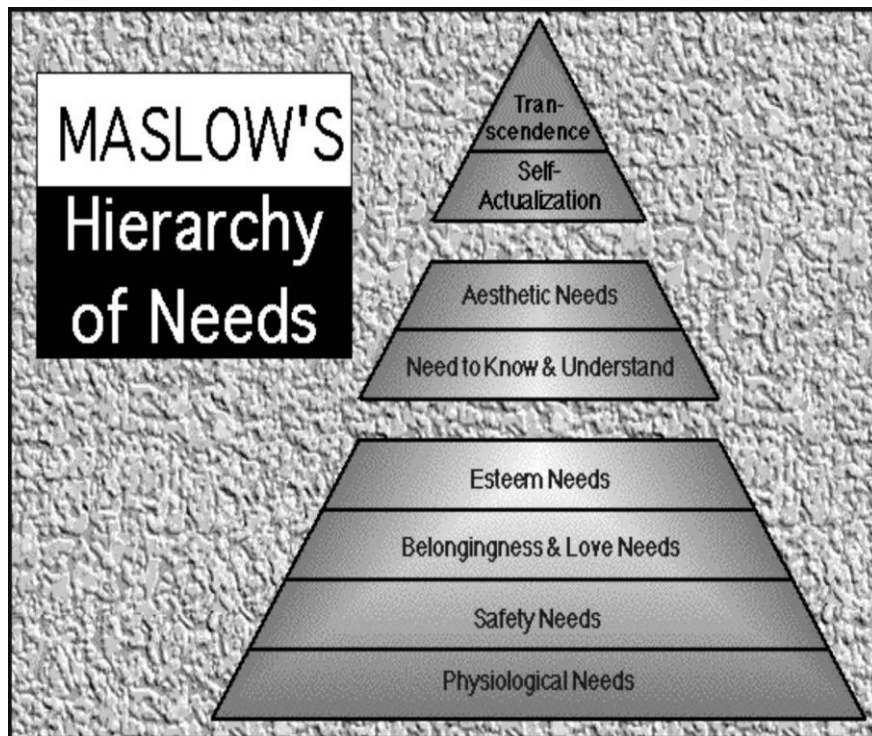 MASLOW'S
Hierarchy
of Needs
Tran-
scendence
Self-
Actualization
Aesthetic Needs
Need to Know & Understand
Esteem Needs
Belongingness & Love Needs
Safety Needs
Physiological Needs